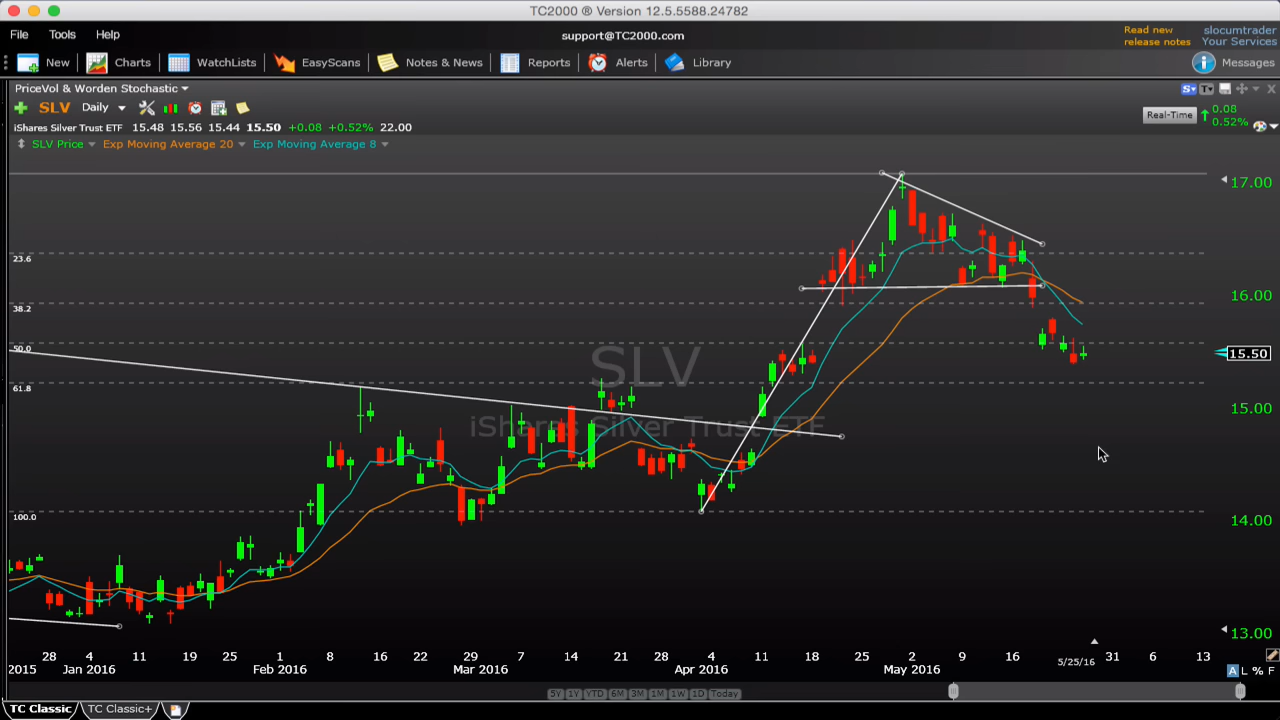 TC2000 ® Version 12.5.5588.24782
File Tools Help
support@TC2000.com
Read new release notes
slocumtrader
Your Services
New Charts WatchLists EasyScans Notes & News Reports Alerts Library
Messages
PriceVol & Worden Stochastic
S T
SLV Daily
Real-Time 0.08 0.52%
iShares Silver Trust ETF 15.48 15.56 15.44 15.50 +0.08 +0.52% 22.00
SLV Price Exp Moving Average 20 Exp Moving Average 8
17.00
23.6
16.00
38.2
50.0
15.50
SLV
61.8
15.00
iShares Silver Trust ETF
100.0
14.00
13.00
28 4 11 19 25 8 16 22 29 7 14 21 28 4 11 18 25 2 9 16 31 6 13
2015 Jan 2016 Feb 2016 Mar 2016 Apr 2016 May 2016 5/25/16
A L % F
5Y 1Y YTD 6M 3M 1M 1W 1D Today
TC Classic TC Classic+